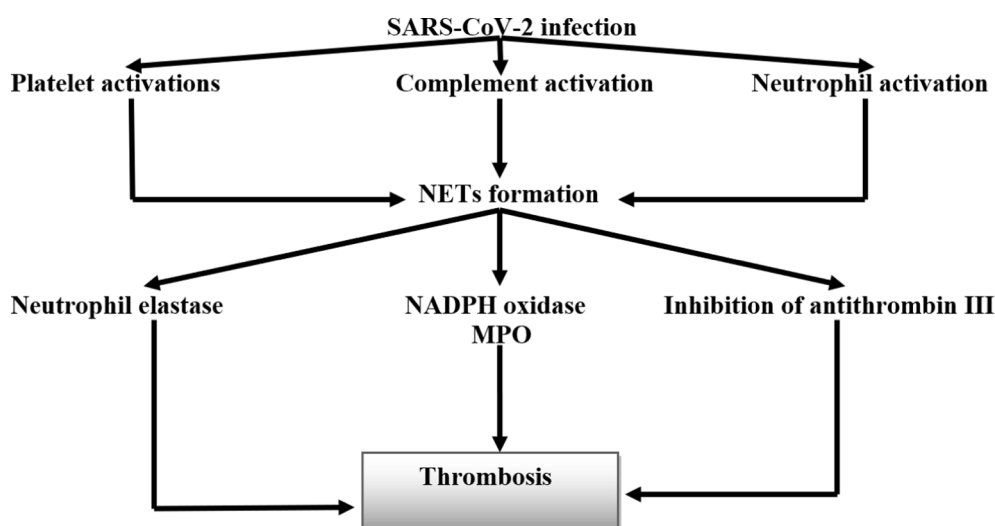 SARS-CoV-2 infection
Platelet activations
Complement activation
Neutrophil activation
NETs formation
Neutrophil elastase
NADPH oxidase
MPO
Inhibition of antithrombin III
Thrombosis